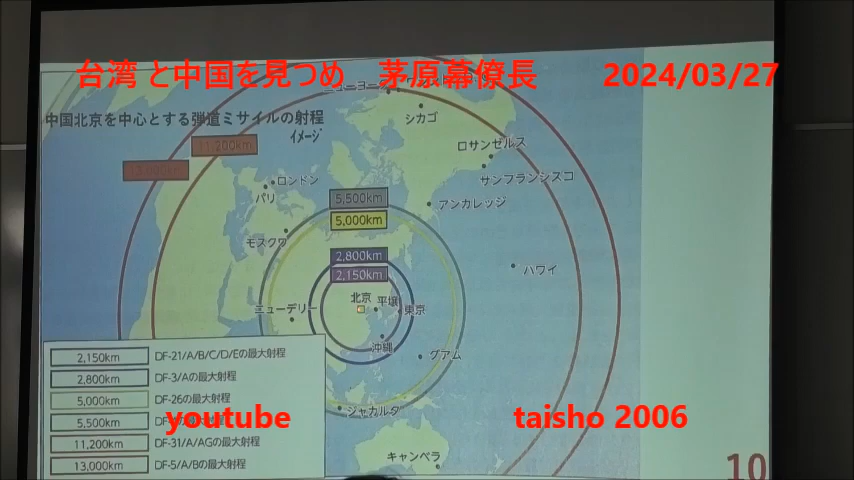 台湾 と中国を見つめ 茅原幕僚長 2024/03/27
ニューヨーク
シカゴ
中国北京を中心とする弾道ミサイルの射程
イメージ
11,200km
13,000km
ロサンゼルス
サンフランシスコ
ロンドン
パリ
5,500km
アンカレッジ
5,000km
モスクワ
2,800km
ハワイ
2,150km
北京
平壌
ニューデリー
東京
沖縄
グアム
2,150km DF-21/A/B/C/D/Eの最大射程
2,800km DF-3/Aの最大射程
5,000km DF-26の最大射程
ジャカルタ
youtube taisho 2006
5,500km
11,200km DF-31/A/AGの最大射程
キャンベラ
13,000km DF-5/A/Bの最大射程
10